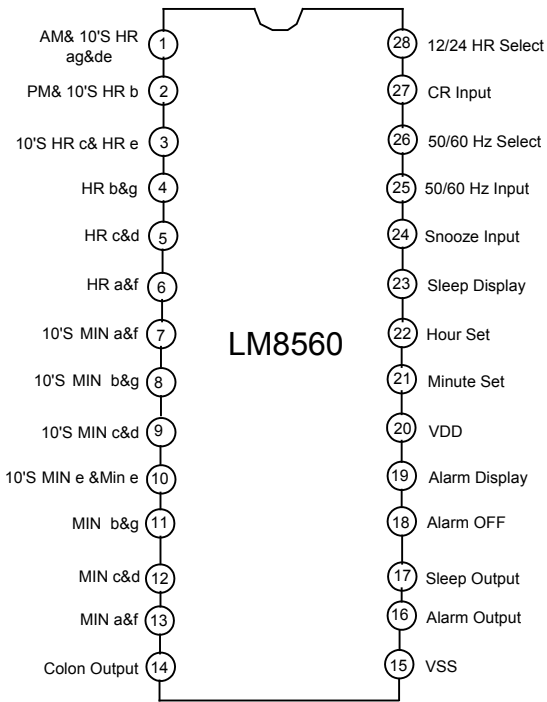 AM& 10'S HR
ag&de
1
PM& 10'S HR b
2
10'S HR c& HR e
3
HR b&g
4
HR c&d
5
HR a&f
6
10'S MIN a&f
7
10'S MIN b&g
8
10'S MIN c&d
9
10'S MIN e &Min e
10
MIN b&g
11
MIN c&d
12
MIN a&f
13
Colon Output
14
LM8560
28
12/24 HR Select
27
CR Input
26
50/60 Hz Select
25
50/60 Hz Input
24
Snooze Input
23
Sleep Display
22
Hour Set
21
Minute Set
20
VDD
19
Alarm Display
18
Alarm OFF
17
Sleep Output
16
Alarm Output
15
VSS